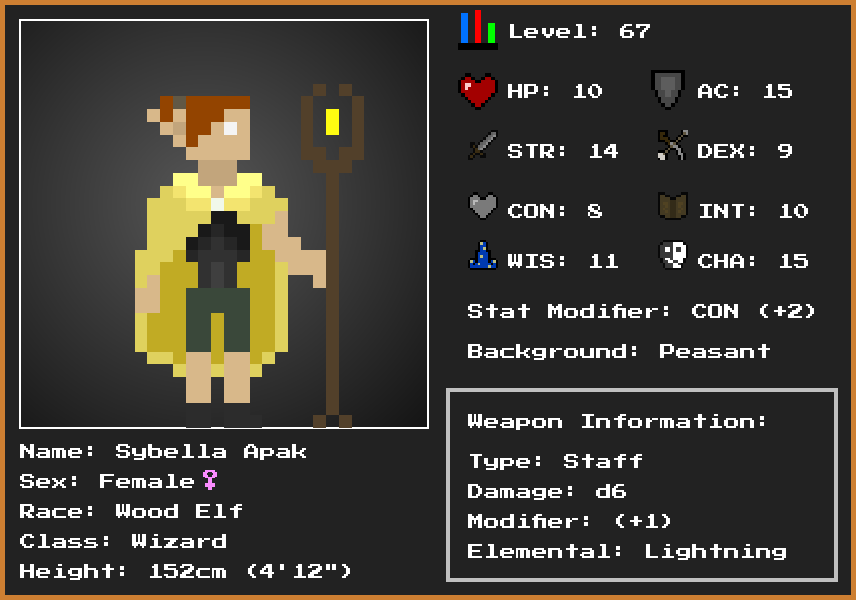 Level: 67
HP: 10 AC: 15
STR: 14 DEX: 9
CON: 8 INT: 10
WIS: 11 CHA: 15
Stat Modifier: CON (+2)
Background: Peasant
Weapon Information:
Type: Staff
Damage: d6
Modifier: (+1)
Elemental: Lightning
Name: Sybella Apak
Sex: Female♀
Race: Wood Elf
Class: Wizard
Height: 152cm (4'12")